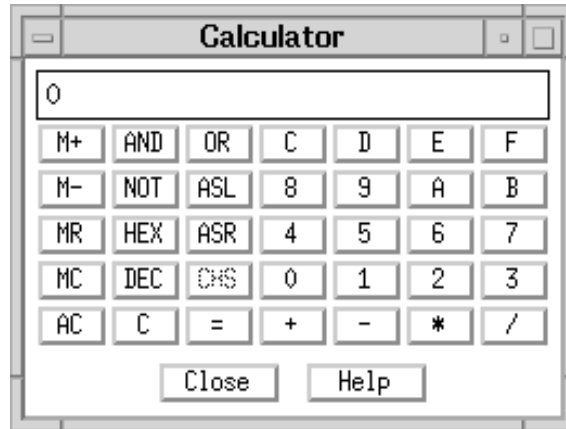 Calculator
0
M+ AND OR C D E F
M- NOT ASL 8 9 A B
MR HEX ASR 4 5 6 7
MC DEC CHS 0 1 2 3
AC C = + - * /
Close Help